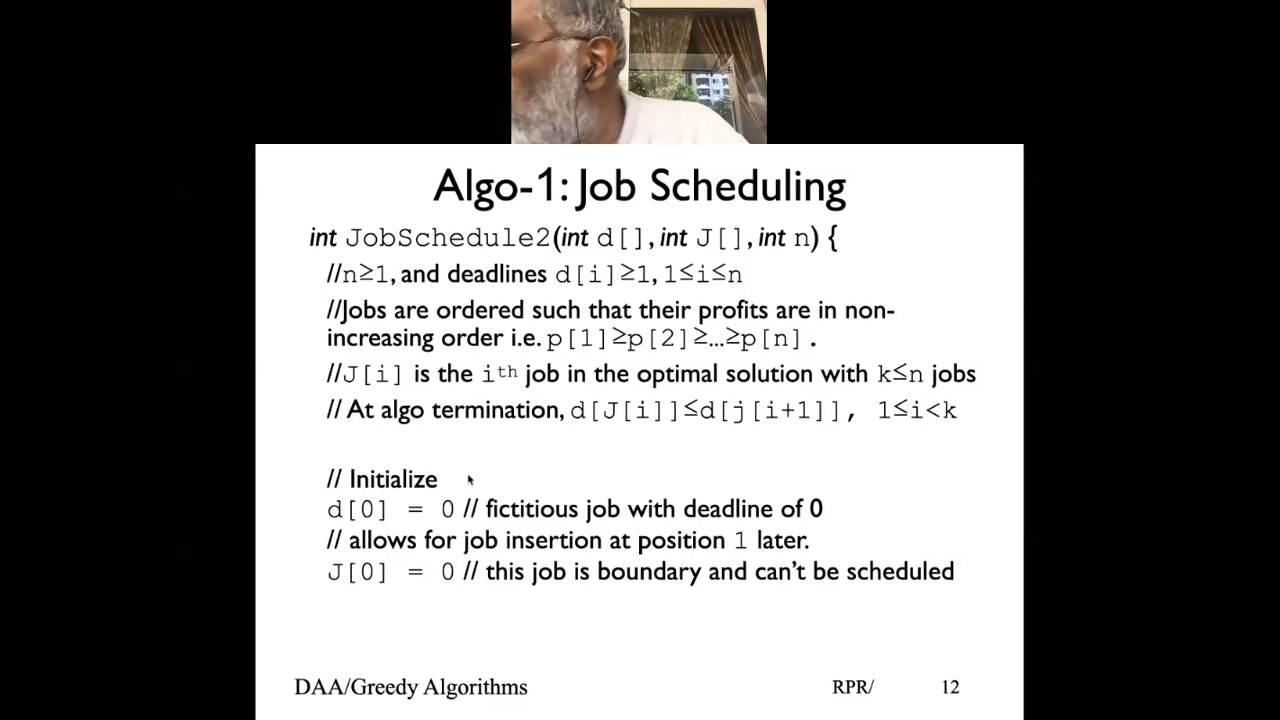 Algo-1: Job Scheduling
int JobSchedule2(int d[],int J[],int n) {
//n≥1, and deadlines d[i]≥1,1≤i≤n
//Jobs are ordered such that their profits are in non-
increasing order i.e. p[1]≥p[2]≥…≥p[n].
//J[i] is the iᵗʰ job in the optimal solution with k≤n jobs
// At algo termination, d[J[i]]≤d[j[i+1]], 1≤i<k
// Initialize
d[0] = 0 // fictitious job with deadline of 0
// allows for job insertion at position 1 later.
J[0] = 0 // this job is boundary and can't be scheduled
DAA/Greedy Algorithms RPR/ 12